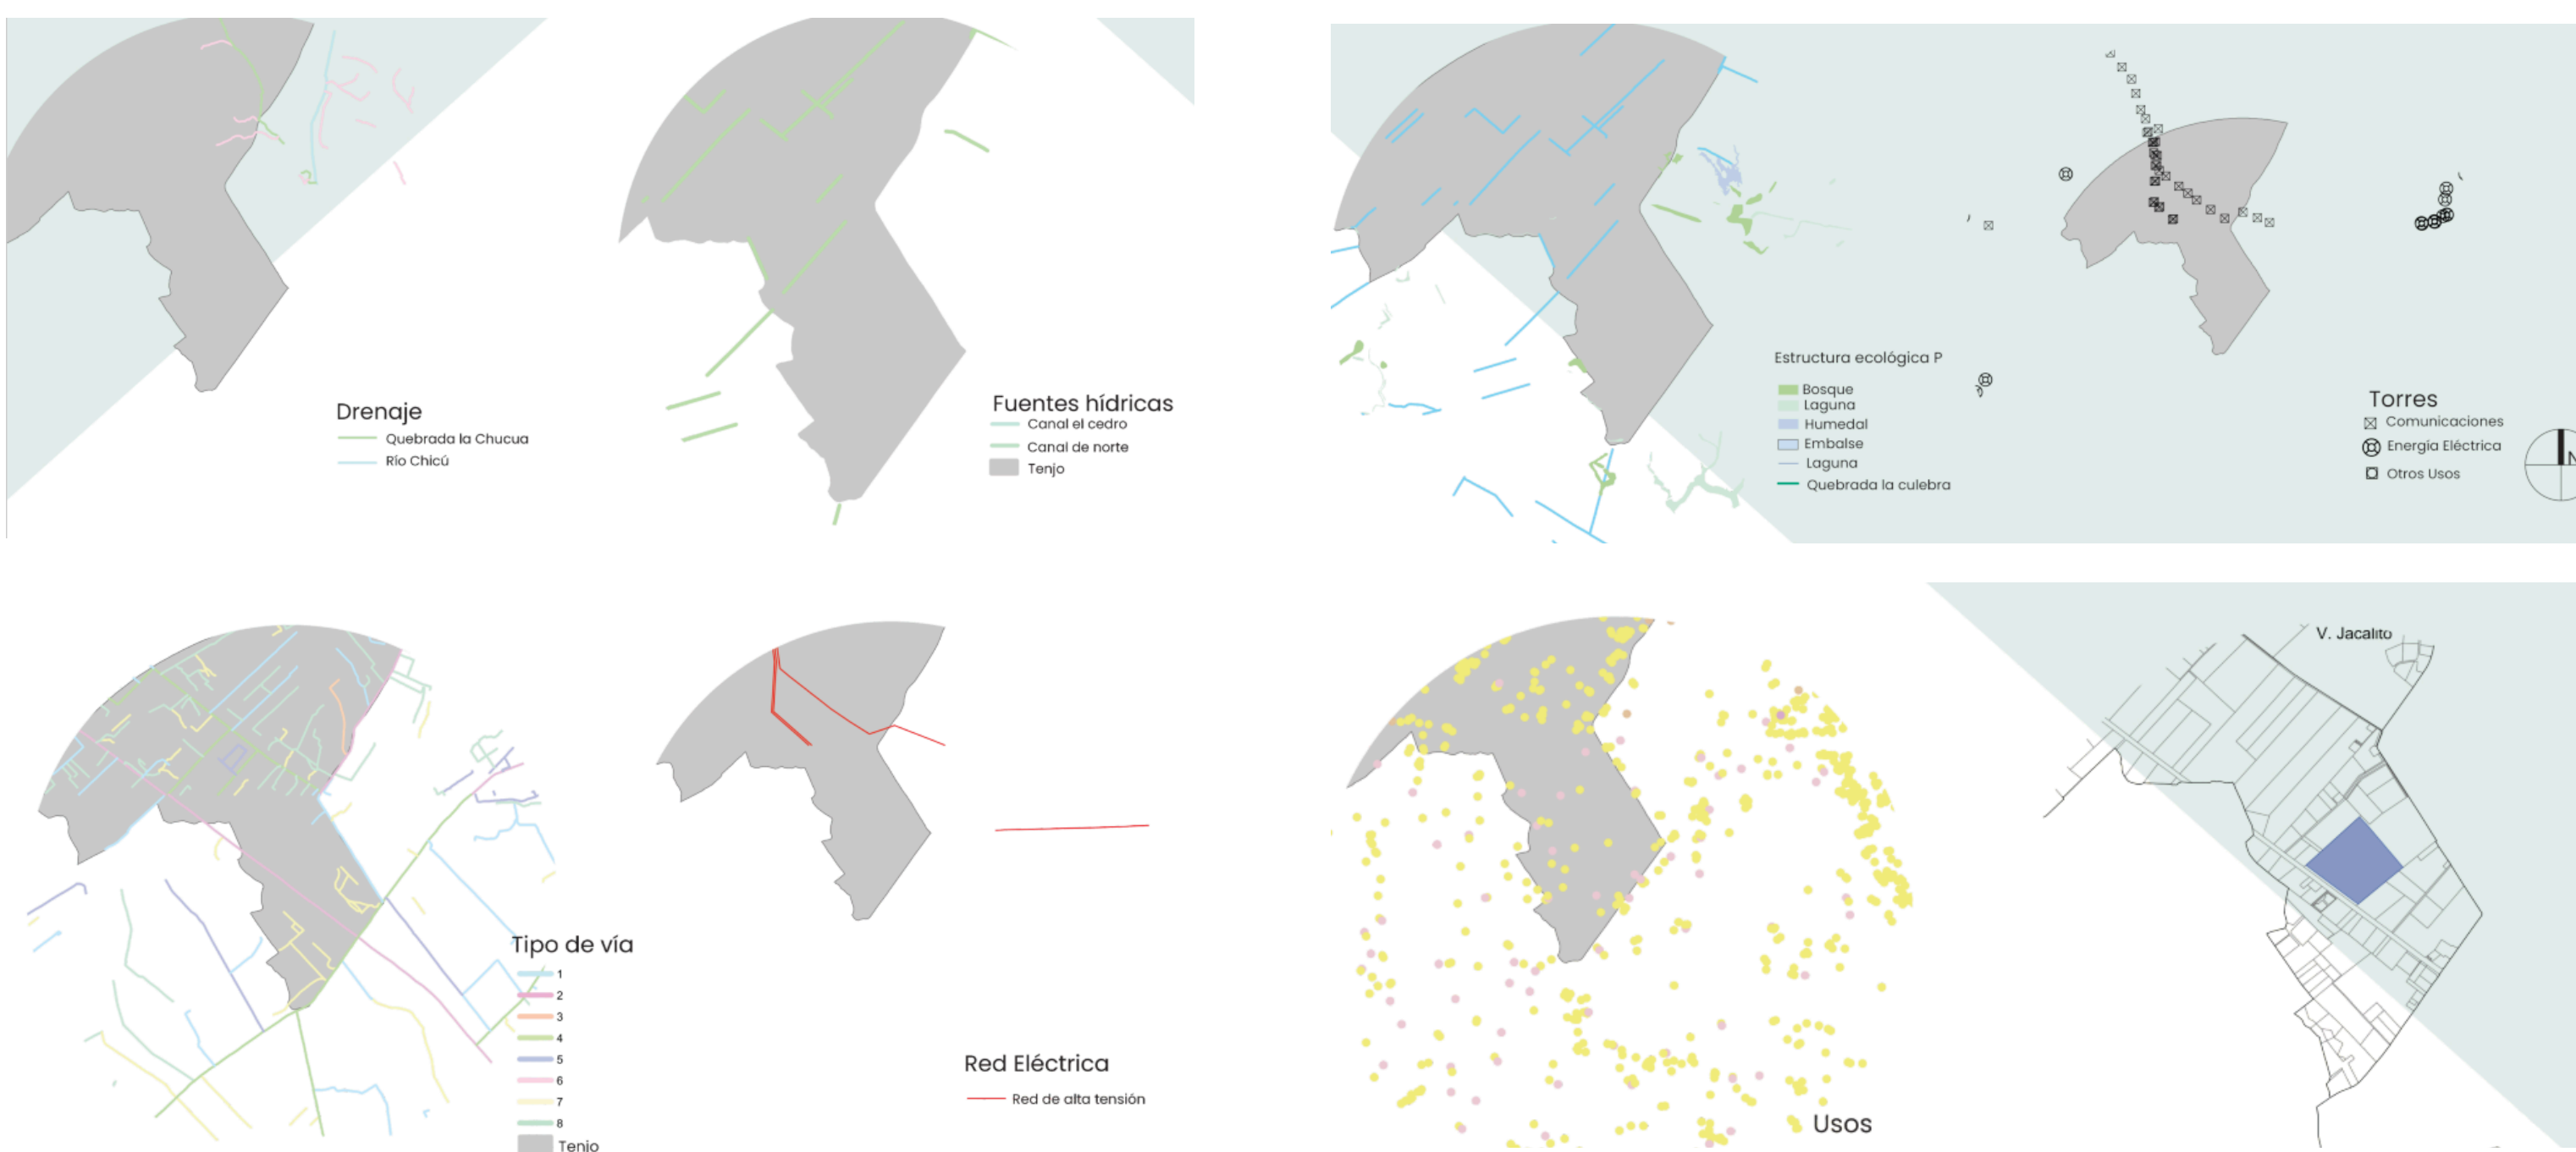 Drenaje
Quebrada la Chucua
Río Chicú
Fuentes hídricas
Canal el cedro
Canal de norte
Tenjo
Estructura ecológica P
Bosque
Laguna
Humedal
Embalse
Laguna
Quebrada la culebra
Torres
Comunicaciones
Energía Eléctrica
Otros Usos
N
Tipo de vía
1
2
3
4
5
6
7
8
Tenjo
Red Eléctrica
Red de alta tensión
Usos
V. Jacalito